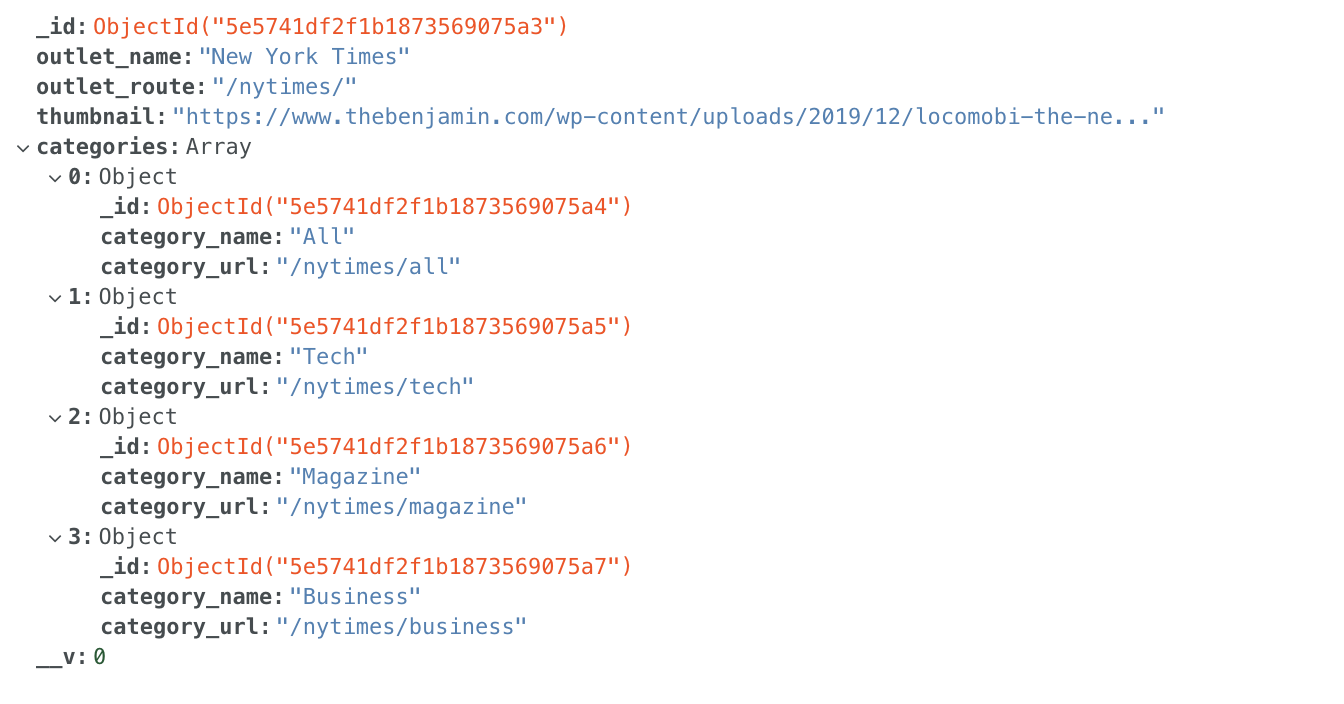 _id: ObjectId("5e5741df2f1b1873569075a3")
outlet_name: "New York Times"
outlet_route: "/nytimes/"
thumbnail: "https://www.thebenjamin.com/wp-content/uploads/2019/12/locomobi-the-ne..."
categories: Array
0: Object
_id: ObjectId("5e5741df2f1b1873569075a4")
category_name: "All"
category_url: "/nytimes/all"
1: Object
_id: ObjectId("5e5741df2f1b1873569075a5")
category_name: "Tech"
category_url: "/nytimes/tech"
2: Object
_id: ObjectId("5e5741df2f1b1873569075a6")
category_name: "Magazine"
category_url: "/nytimes/magazine"
3: Object
_id: ObjectId("5e5741df2f1b1873569075a7")
category_name: "Business"
category_url: "/nytimes/business"
__v: 0